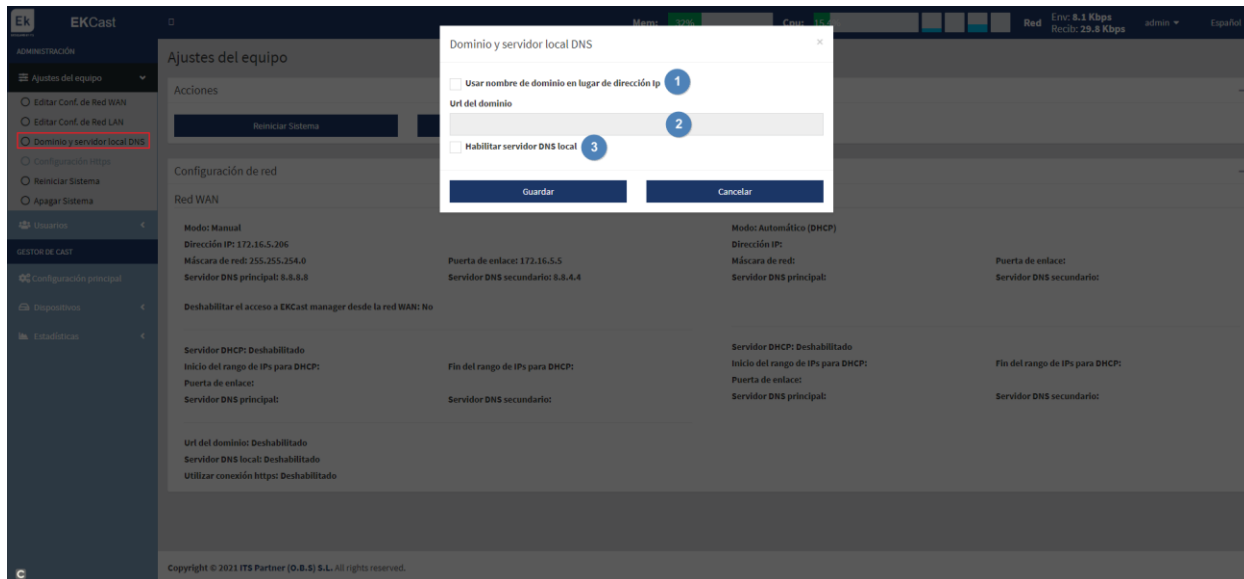 Ek
EKCast
Mem: 32%
Cpu: 15.
Red
Env: 8.1 Kbps
Recib: 29.8 Kbps
admin
Español
ADMINISTRACIÓN
Ajustes del equipo
Editar Conf. de Red WAN
Editar Conf. de Red LAN
Dominio y servidor local DNS
Configuración Https
Reiniciar Sistema
Apagar Sistema
Usuarios
GESTOR DE CAST
Configuración principal
Dispositivos
Estadísticas
Ajustes del equipo
Acciones
Reiniciar Sistema
Dominio y servidor local DNS
×
Usar nombre de dominio en lugar de dirección Ip 1
Url del dominio
2
Habilitar servidor DNS local 3
Guardar
Cancelar
Configuración de red
Red WAN
Modo: Manual
Dirección IP: 172.16.5.206
Máscara de red: 255.255.254.0
Puerta de enlace: 172.16.5.5
Servidor DNS principal: 8.8.8.8
Servidor DNS secundario: 8.8.4.4
Deshabilitar el acceso a EKCast manager desde la red WAN: No
Modo: Automático (DHCP)
Dirección IP:
Máscara de red:
Puerta de enlace:
Servidor DNS principal:
Servidor DNS secundario:
Servidor DHCP: Deshabilitado
Inicio del rango de IPs para DHCP:
Fin del rango de IPs para DHCP:
Puerta de enlace:
Servidor DNS principal:
Servidor DNS secundario:
Servidor DHCP: Deshabilitado
Inicio del rango de IPs para DHCP:
Fin del rango de IPs para DHCP:
Puerta de enlace:
Servidor DNS principal:
Servidor DNS secundario:
Url del dominio: Deshabilitado
Servidor DNS local: Deshabilitado
Utilizar conexión https: Deshabilitado
Copyright © 2021 ITS Partner (O.B.S) S.L. All rights reserved.